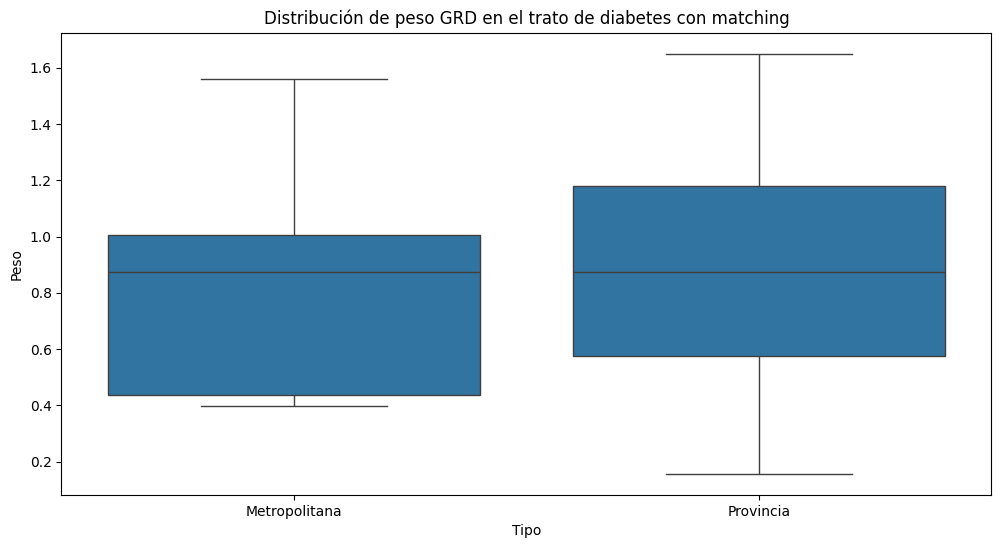 Distribución de peso GRD en el trato de diabetes con matching
Peso
1.6
1.4
1.2
1.0
0.8
0.6
0.4
0.2
Metropolitana
Provincia
Tipo